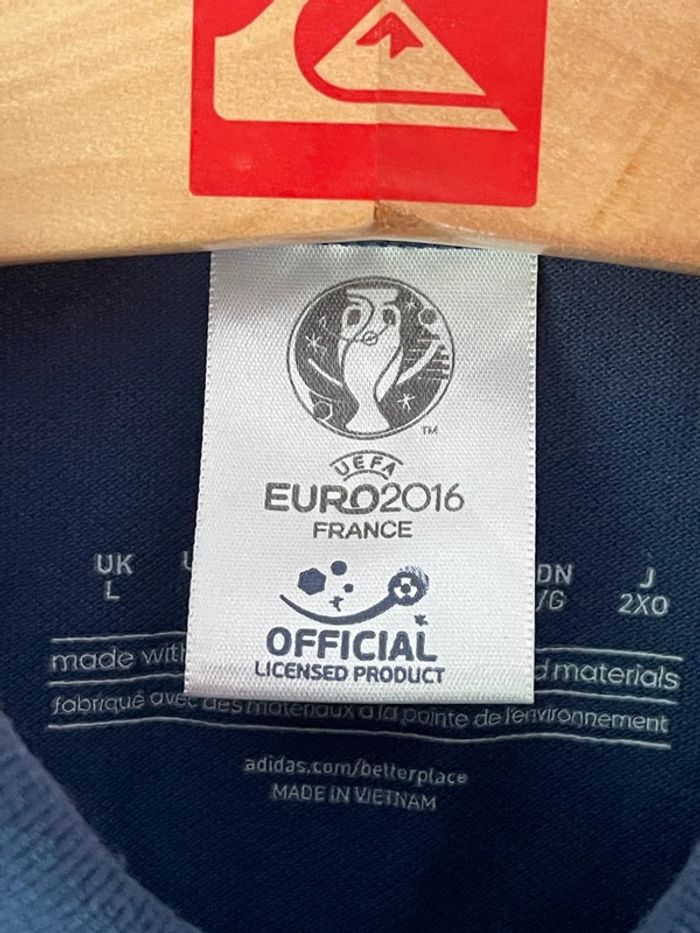 TM
UEFA
EURO2016
FRANCE
UK DN J
L /G 2XO
OFFICIAL
LICENSED PRODUCT
made with materials
fabriqué avec des matériaux à la pointe de l'environnement
adidas.com/betterplace
MADE IN VIETNAM